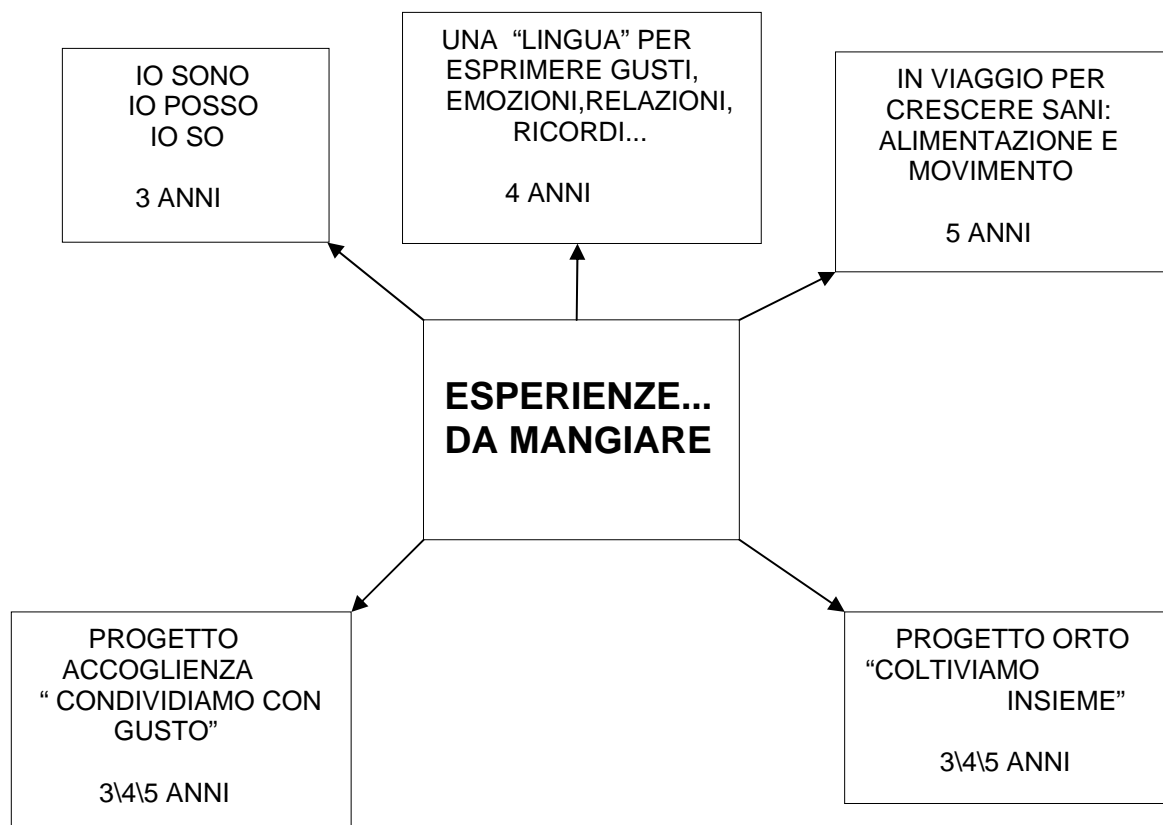 IO SONO
IO POSSO
IO SO
3 ANNI
UNA “LINGUA” PER
ESPRIMERE GUSTI,
EMOZIONI,RELAZIONI,
RICORDI...
4 ANNI
IN VIAGGIO PER
CRESCERE SANI:
ALIMENTAZIONE E
MOVIMENTO
5 ANNI
ESPERIENZE...
DA MANGIARE
PROGETTO
ACCOGLIENZA
“ CONDIVIDIAMO CON
GUSTO”
3\4\5 ANNI
PROGETTO ORTO
“COLTIVIAMO
INSIEME”
3\4\5 ANNI